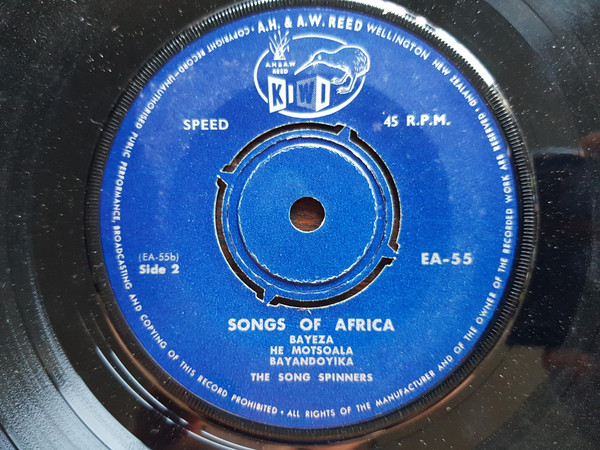 COPYRIGHT RECORD—UNAUTHORISED PUBLIC PERFORMANCE, BROADCASTING AND COPYING OF THIS RECORD PROHIBITED • ALL RIGHTS OF THE MANUFACTURER AND OF THE OWNER OF THE RECORDED WORK ARE RESERVED
• A.H. & A.W. REED WELLINGTON NEW ZEALAND •
A.H & A.W
REED
KIWI
SPEED
45 R.P.M.
(EA-55b)
Side 2
EA-55
SONGS OF AFRICA
BAYEZA
HE MOTSOALA
BAYANDOYIKA
THE SONG SPINNERS